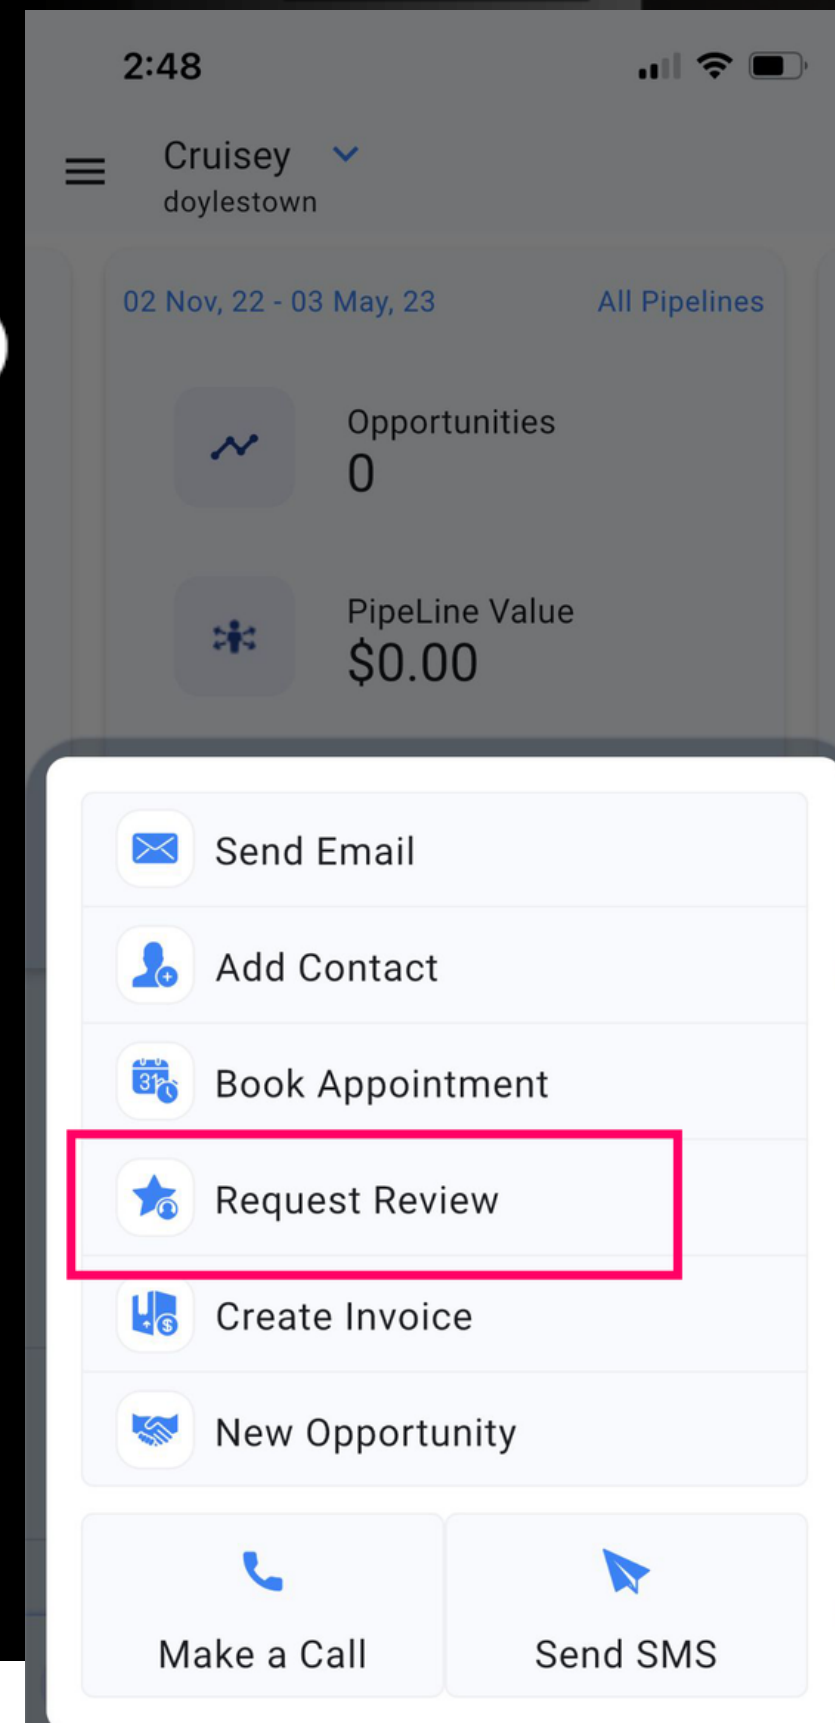 2:48
Cruisey
doylestown
02 Nov, 22 - 03 May, 23 All Pipelines
Opportunities
0
PipeLine Value
$0.00
Send Email
Add Contact
31
Book Appointment
Request Review
$
Create Invoice
New Opportunity
Make a Call Send SMS